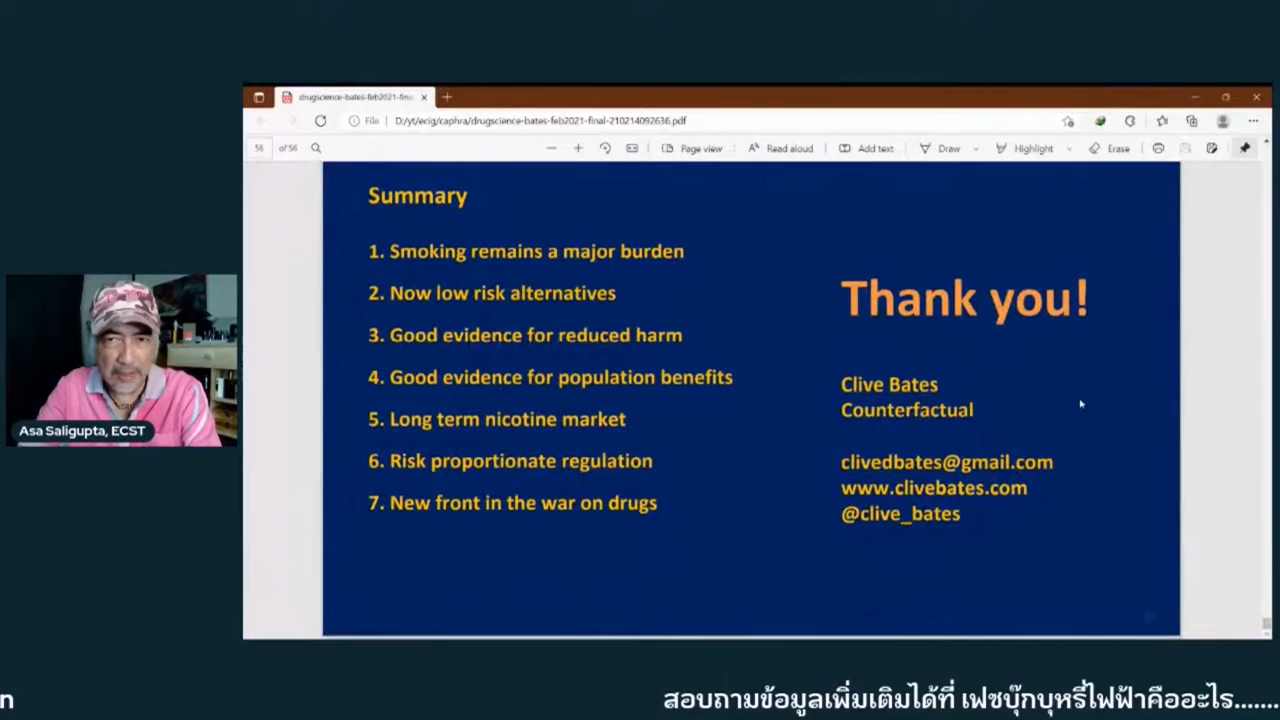 drugscience-bates-feb2021-fina
File
D:/yt/ecig/caphra/drugscience-bates-feb2021-final-210214092636.pdf
56 of 56
Page view
Read aloud
Add text
Draw
Highlight
Erase
Summary
1. Smoking remains a major burden
2. Now low risk alternatives
3. Good evidence for reduced harm
4. Good evidence for population benefits
5. Long term nicotine market
6. Risk proportionate regulation
7. New front in the war on drugs
Thank you!
Clive Bates
Counterfactual
clivedbates@gmail.com
www.clivebates.com
@clive_bates
Asa Saligupta, ECST
n
สอบถามข้อมูลเพิ่มเติมได้ที่ เฟซบุ๊กบุหรี่ไฟฟ้าคืออะไร.......